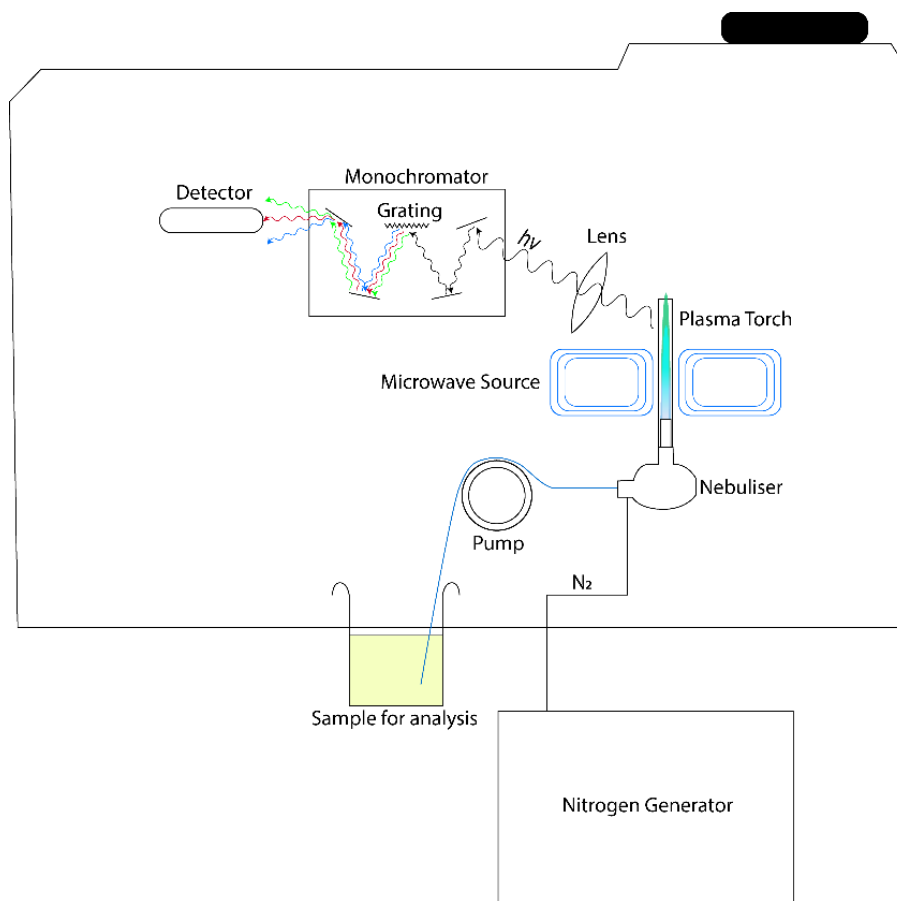 Monochromator
Detector
Grating
hv
Lens
Plasma Torch
Microwave Source
Nebuliser
Pump
N₂
Sample for analysis
Nitrogen Generator